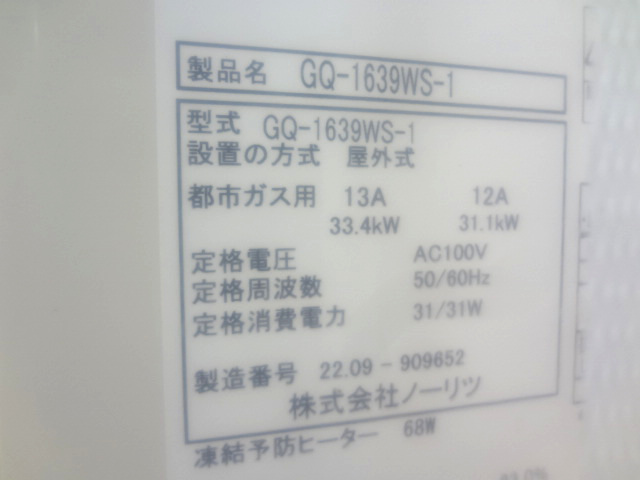 製品名 GQ-1639WS-1
型式 GQ-1639WS-1
設置の方式 屋外式
都市ガス用 13A 12A
33.4kW 31.1kW
定格電圧 AC100V
定格周波数 50/60Hz
定格消費電力 31/31W
製造番号 22.09-909652
株式会社ノーリツ
凍結予防ヒーター 68W